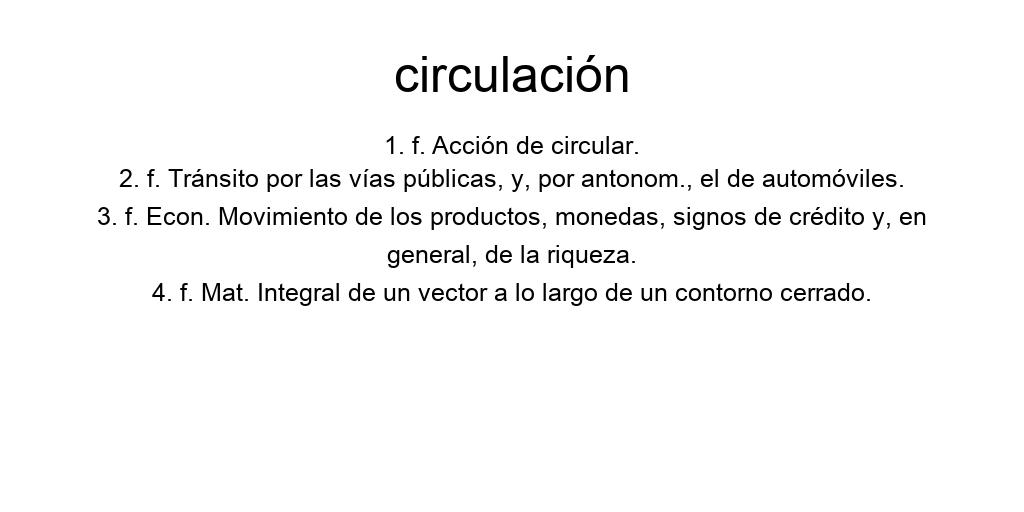 circulación
1. f. Acción de circular.
2. f. Tránsito por las vías públicas, y, por antonom., el de automóviles.
3. f. Econ. Movimiento de los productos, monedas, signos de crédito y, en
general, de la riqueza.
4. f. Mat. Integral de un vector a lo largo de un contorno cerrado.